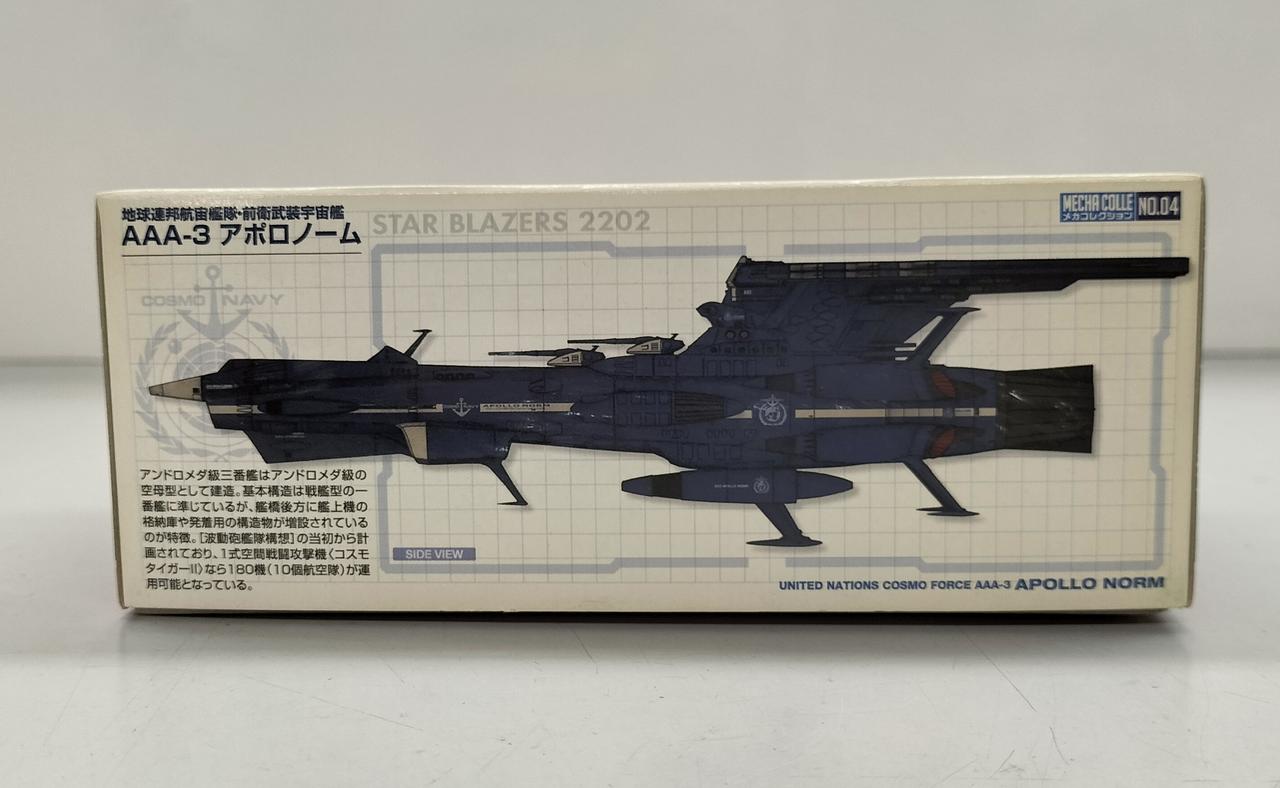 地球連邦航宙艦隊・前衛武装宇宙艦
AAA-3 アポロノーム
STAR BLAZERS 2202
MECHA COLLE
メカコレクション
NO.04
COSMO NAVY
COSMO NAVY
APOLLO NORM
アンドロメダ級三番艦はアンドロメダ級の
空母型として建造。基本構造は戦艦型の一
番艦に準じているが、艦橋後方に艦上機の
格納庫や発着用の構造物が増設されている
のが特徴。[波動砲艦隊構想]の当初から計
画されており、1式空間戦闘攻撃機〈コスモ
タイガーII〉なら180機(10個航空隊)が運
用可能となっている。
SIDE VIEW
UNITED NATIONS COSMO FORCE AAA-3 APOLLO NORM